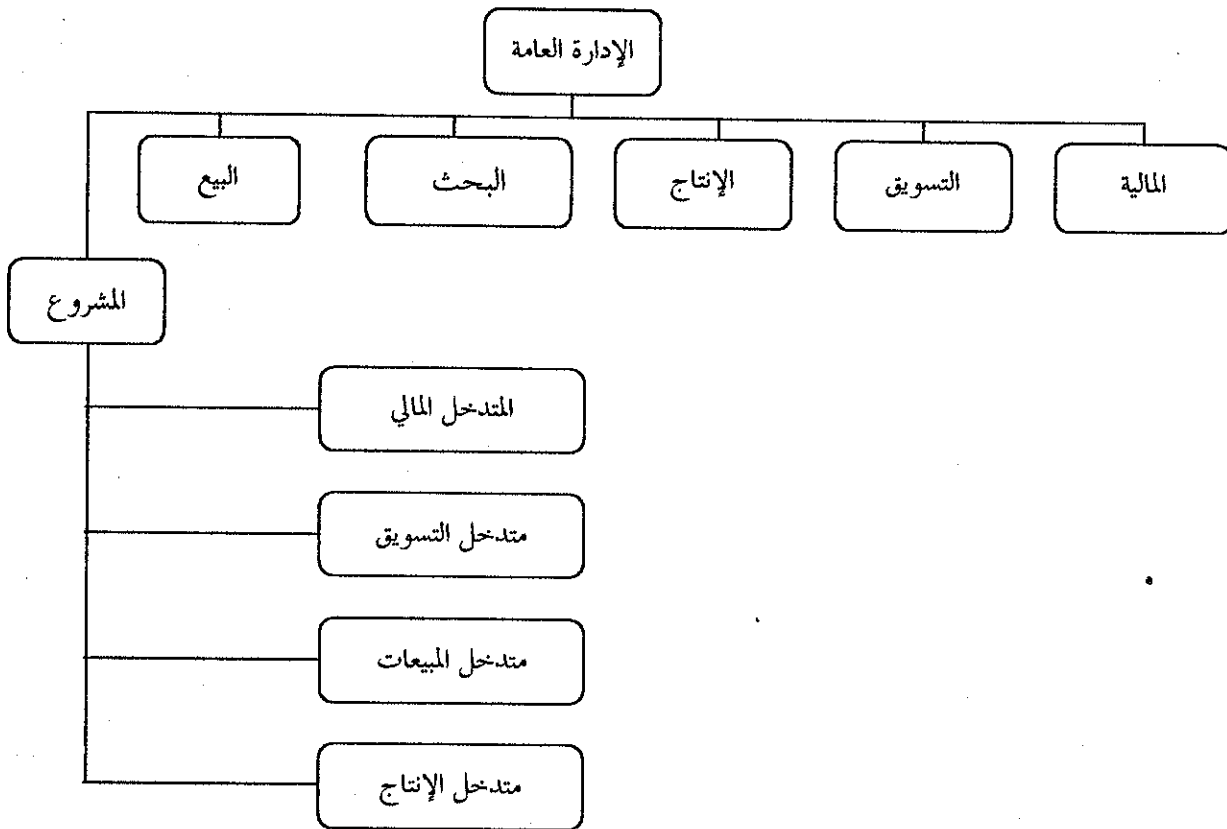 الإدارة العامة
المالية
التسويق
الإنتاج
البحث
البيع
المشروع
المتدخل المالي
متدخل التسويق
متدخل المبيعات
متدخل الإنتاج